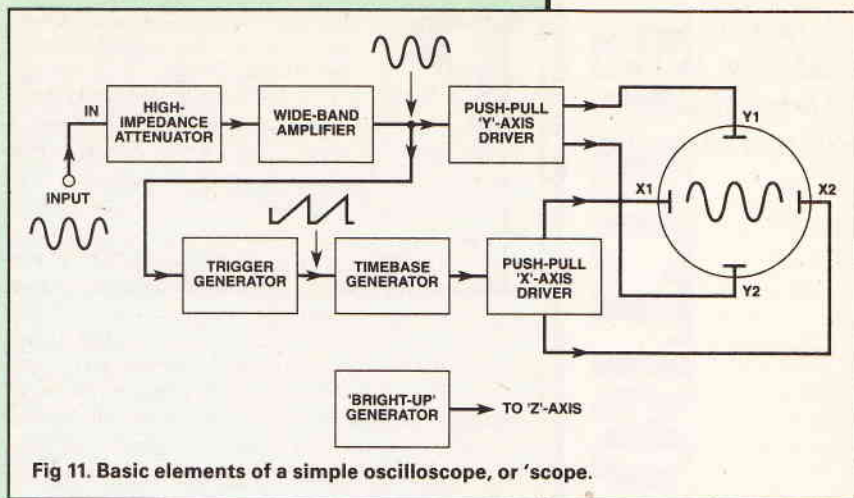 IN
HIGH-
IMPEDANCE
ATTENUATOR
WIDE-BAND
AMPLIFIER
PUSH-PULL
'Y'-AXIS
DRIVER
Y1
INPUT
X1
X2
TRIGGER
GENERATOR
TIMEBASE
GENERATOR
PUSH-PULL
'X'-AXIS
DRIVER
Y2
'BRIGHT-UP'
GENERATOR
TO 'Z'-AXIS
Fig 11. Basic elements of a simple oscilloscope, or 'scope.